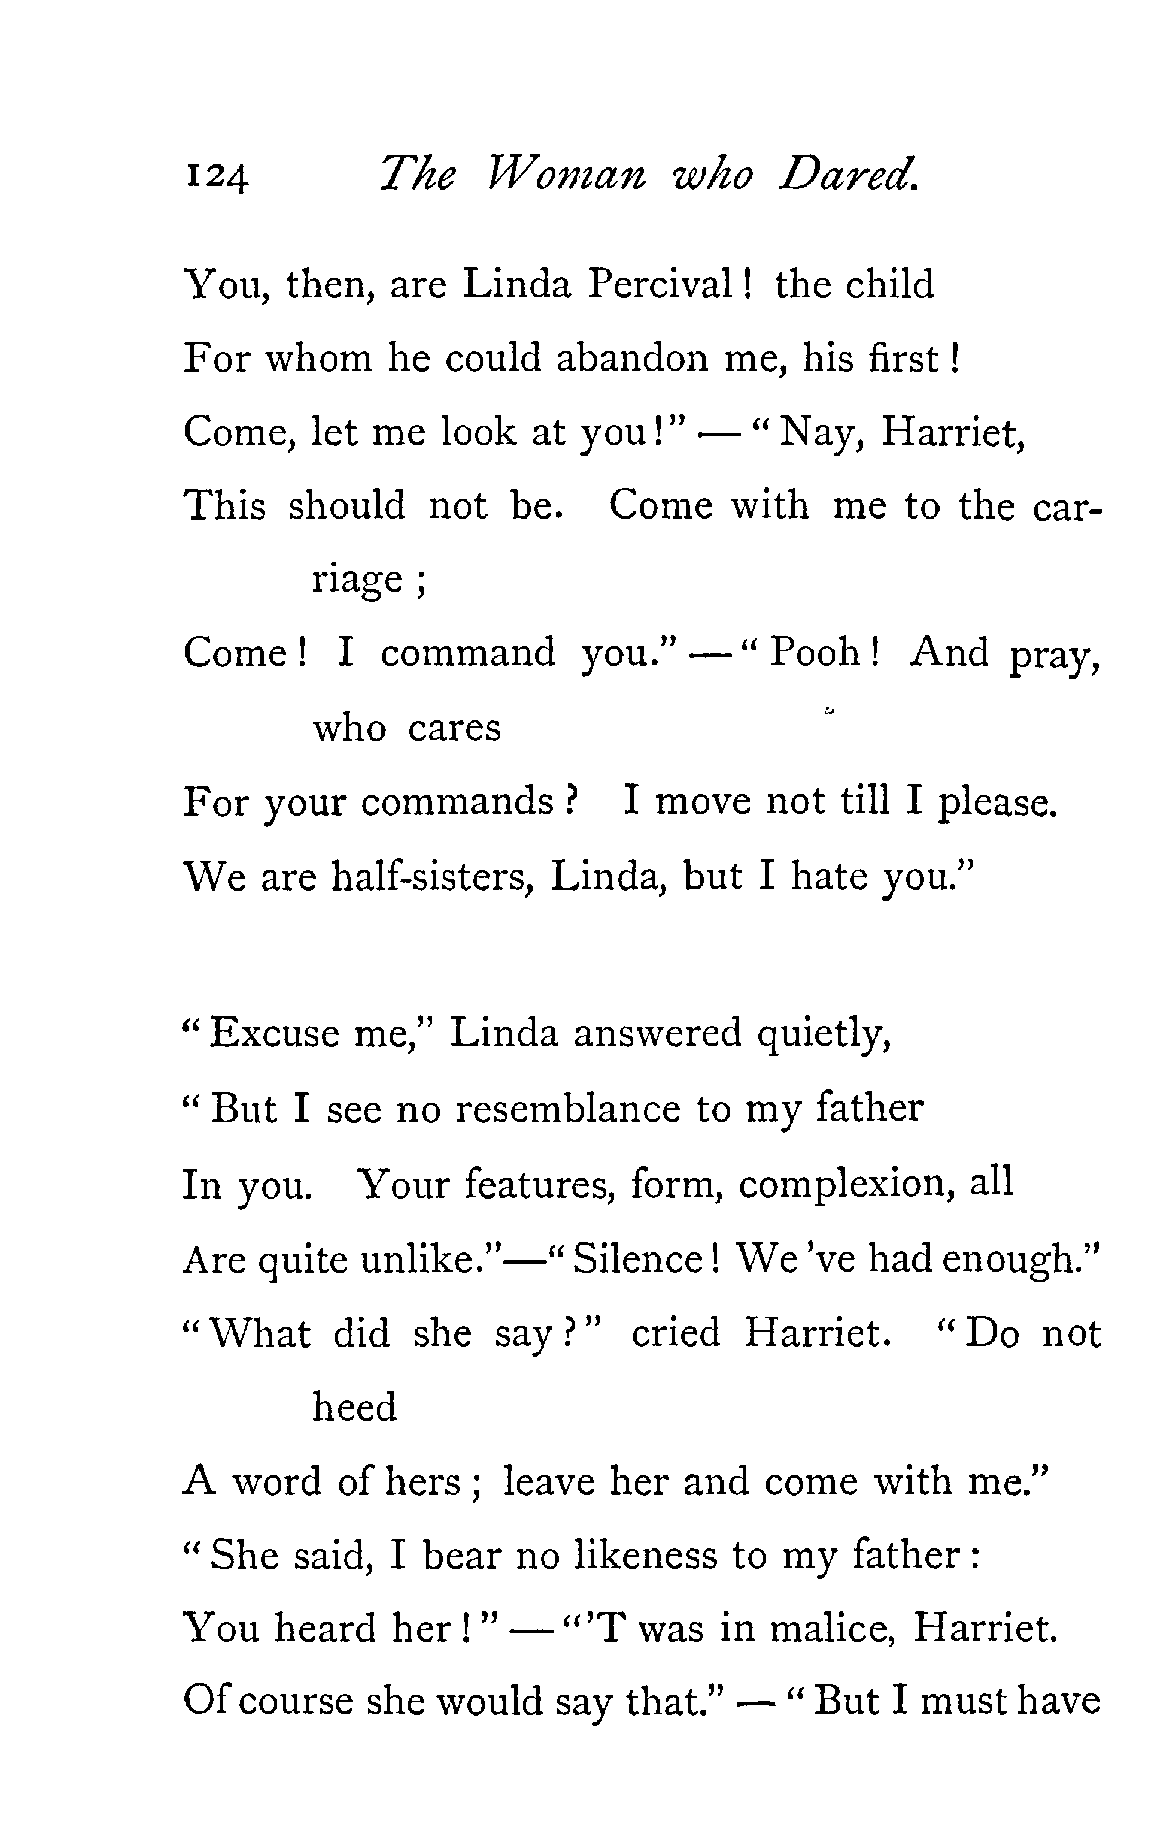 124 The Woman who Dared.
You, then, are Linda Percival! the child
For whom he could abandon me, his first!
Come, let me look at you!" — "Nay, Harriet,
This should not be. Come with me to the car-
riage;
Come! I command you." — "Pooh! And pray,
who cares
For your commands? I move not till I please.
We are half-sisters, Linda, but I hate you."
"Excuse me," Linda answered quietly,
"But I see no resemblance to my father
In you. Your features, form, complexion, all
Are quite unlike."—"Silence! We 've had enough."
"What did she say?" cried Harriet. "Do not
heed
A word of hers; leave her and come with me."
"She said, I bear no likeness to my father:
You heard her!" — "'T was in malice, Harriet.
Of course she would say that." — "But I must have